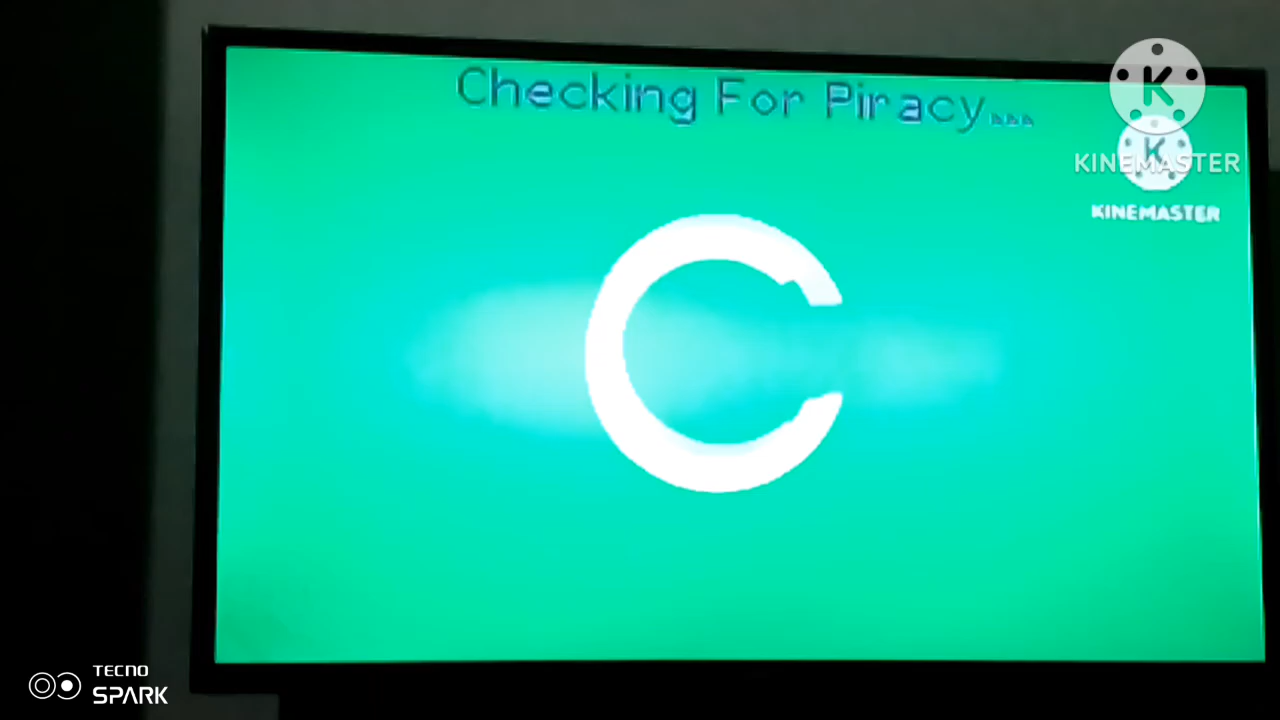 Checking For Piracy...
KINEMASTER
KINEMASTER
TECNO
SPARK